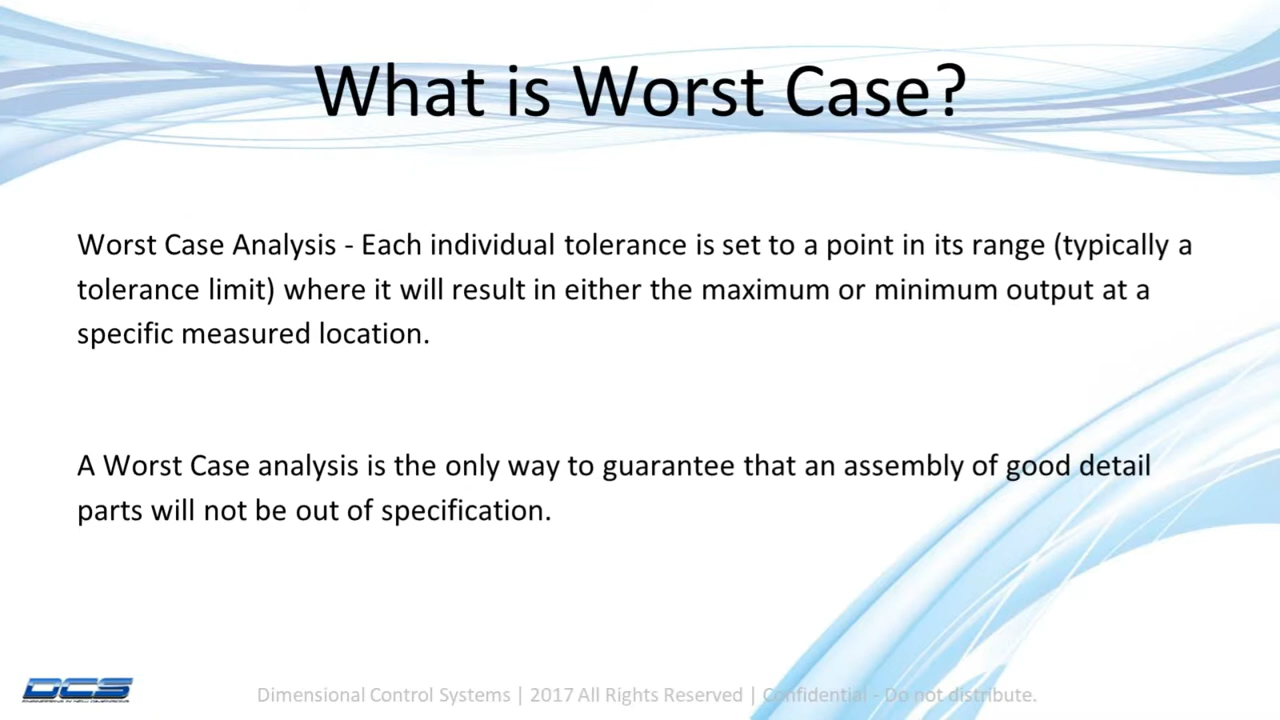 What is Worst Case?
Worst Case Analysis - Each individual tolerance is set to a point in its range (typically a
tolerance limit) where it will result in either the maximum or minimum output at a
specific measured location.
A Worst Case analysis is the only way to guarantee that an assembly of good detail
parts will not be out of specification.
DCS
Dimensional Control Systems | 2017 All Rights Reserved | Confidential - Do not distribute.